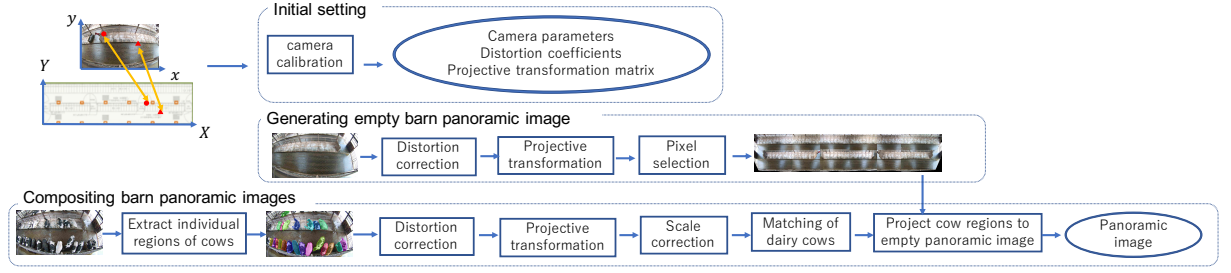 Initial setting
y
x
Y
X
camera
calibration
Camera parameters
Distortion coefficients
Projective transformation matrix
Generating empty barn panoramic image
Distortion
correction
Projective
transformation
Pixel
selection
Compositing barn panoramic images
Extract individual
regions of cows
Distortion
correction
Projective
transformation
Scale
correction
Matching of
dairy cows
Project cow regions to
empty panoramic image
Panoramic
image